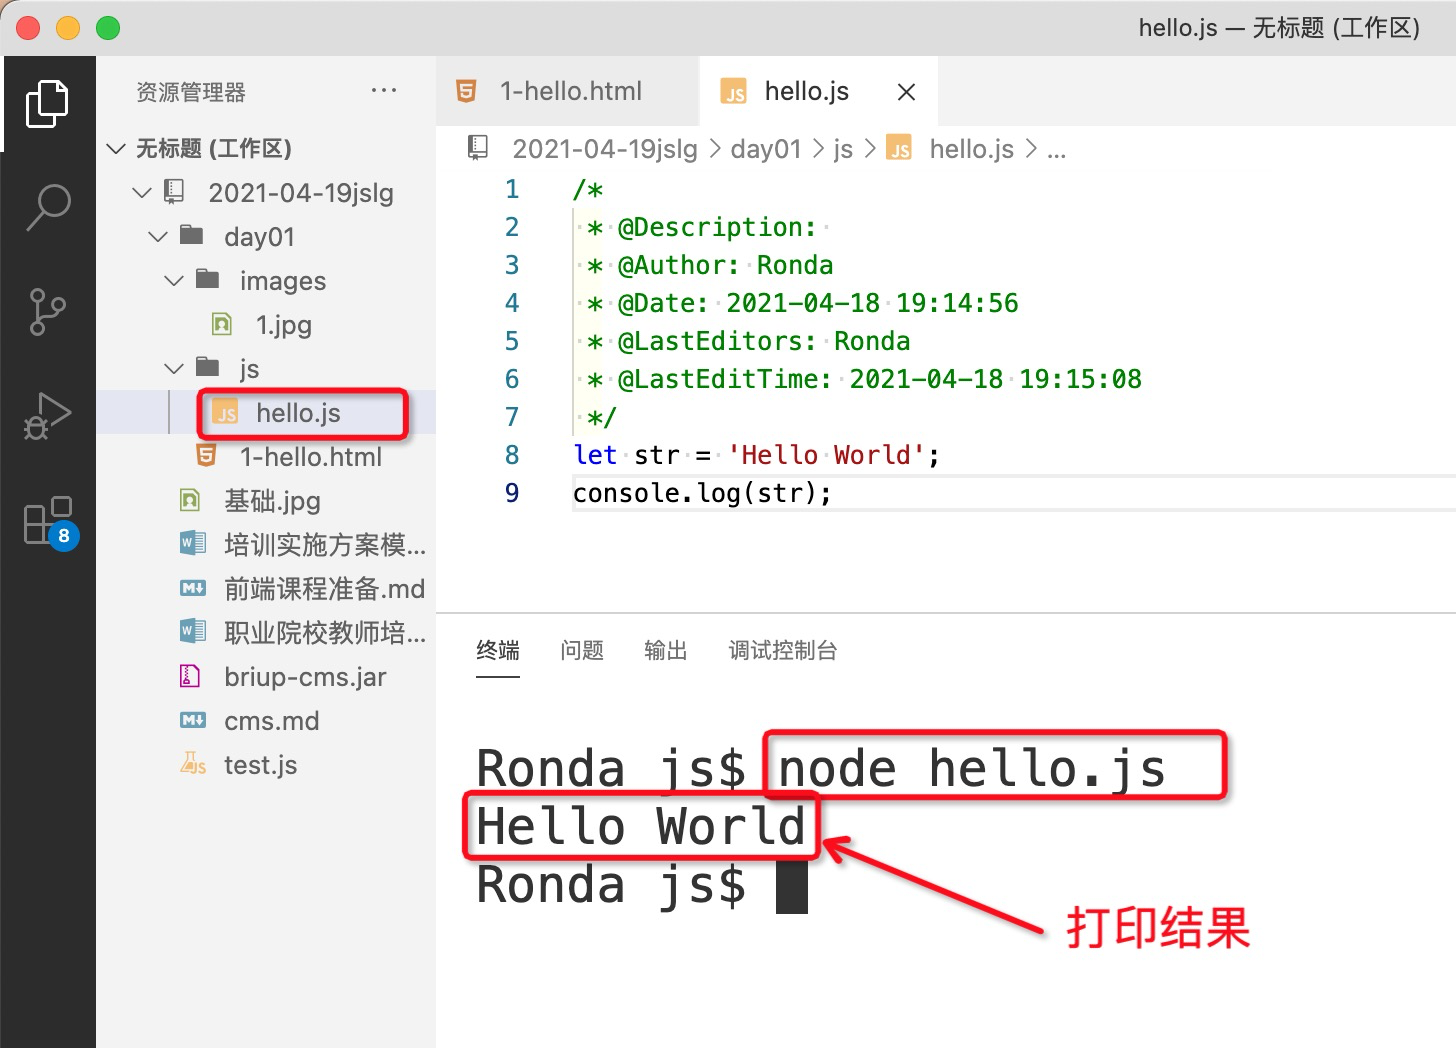 hello.js — 无标题 (工作区)
资源管理器 ···
无标题 (工作区)
2021-04-19jslg
day01
images
1.jpg
js
JS hello.js
1-hello.html
基础.jpg
培训实施方案模...
前端课程准备.md
职业院校教师培...
briup-cms.jar
cms.md
test.js
8
1-hello.html
JS hello.js
2021-04-19jslg > day01 > js > JS hello.js > ...
1 /*
2 * @Description:
3 * @Author: Ronda
4 * @Date: 2021-04-18 19:14:56
5 * @LastEditors: Ronda
6 * @LastEditTime: 2021-04-18 19:15:08
7 */
8 let str = 'Hello World';
9 console.log(str);
终端 问题 输出 调试控制台
Ronda js$ node hello.js
Hello World
Ronda js$
打印结果